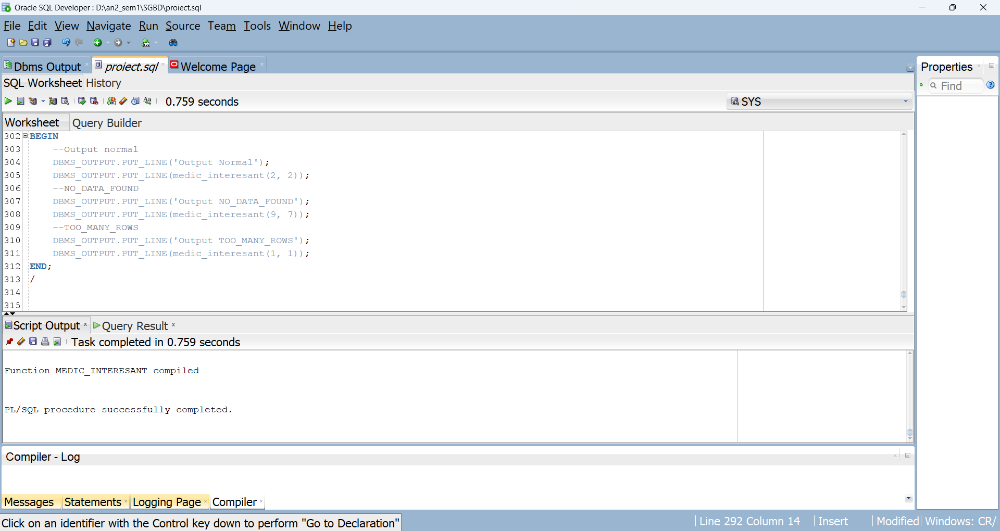 Oracle SQL Developer : D:\an2_sem1\SGBD\proiect.sql
File Edit View Navigate Run Source Team Tools Window Help
Dbms Output proiect.sql Welcome Page
Properties
SQL Worksheet History
Find
0.759 seconds
SYS
Worksheet Query Builder
302 BEGIN
303 --Output normal
304 DBMS_OUTPUT.PUT_LINE('Output Normal');
305 DBMS_OUTPUT.PUT_LINE(medic_interesant(2, 2));
306 --NO_DATA_FOUND
307 DBMS_OUTPUT.PUT_LINE('Output NO_DATA_FOUND');
308 DBMS_OUTPUT.PUT_LINE(medic_interesant(9, 7));
309 --TOO_MANY_ROWS
310 DBMS_OUTPUT.PUT_LINE('Output TOO_MANY_ROWS');
311 DBMS_OUTPUT.PUT_LINE(medic_interesant(1, 1));
312 END;
313 /
314
315
Script Output Query Result
Task completed in 0.759 seconds
Function MEDIC_INTERESANT compiled
PL/SQL procedure successfully completed.
Compiler - Log
Messages Statements Logging Page Compiler
Click on an identifier with the Control key down to perform "Go to Declaration"
Line 292 Column 14 Insert Modified Windows: CR/